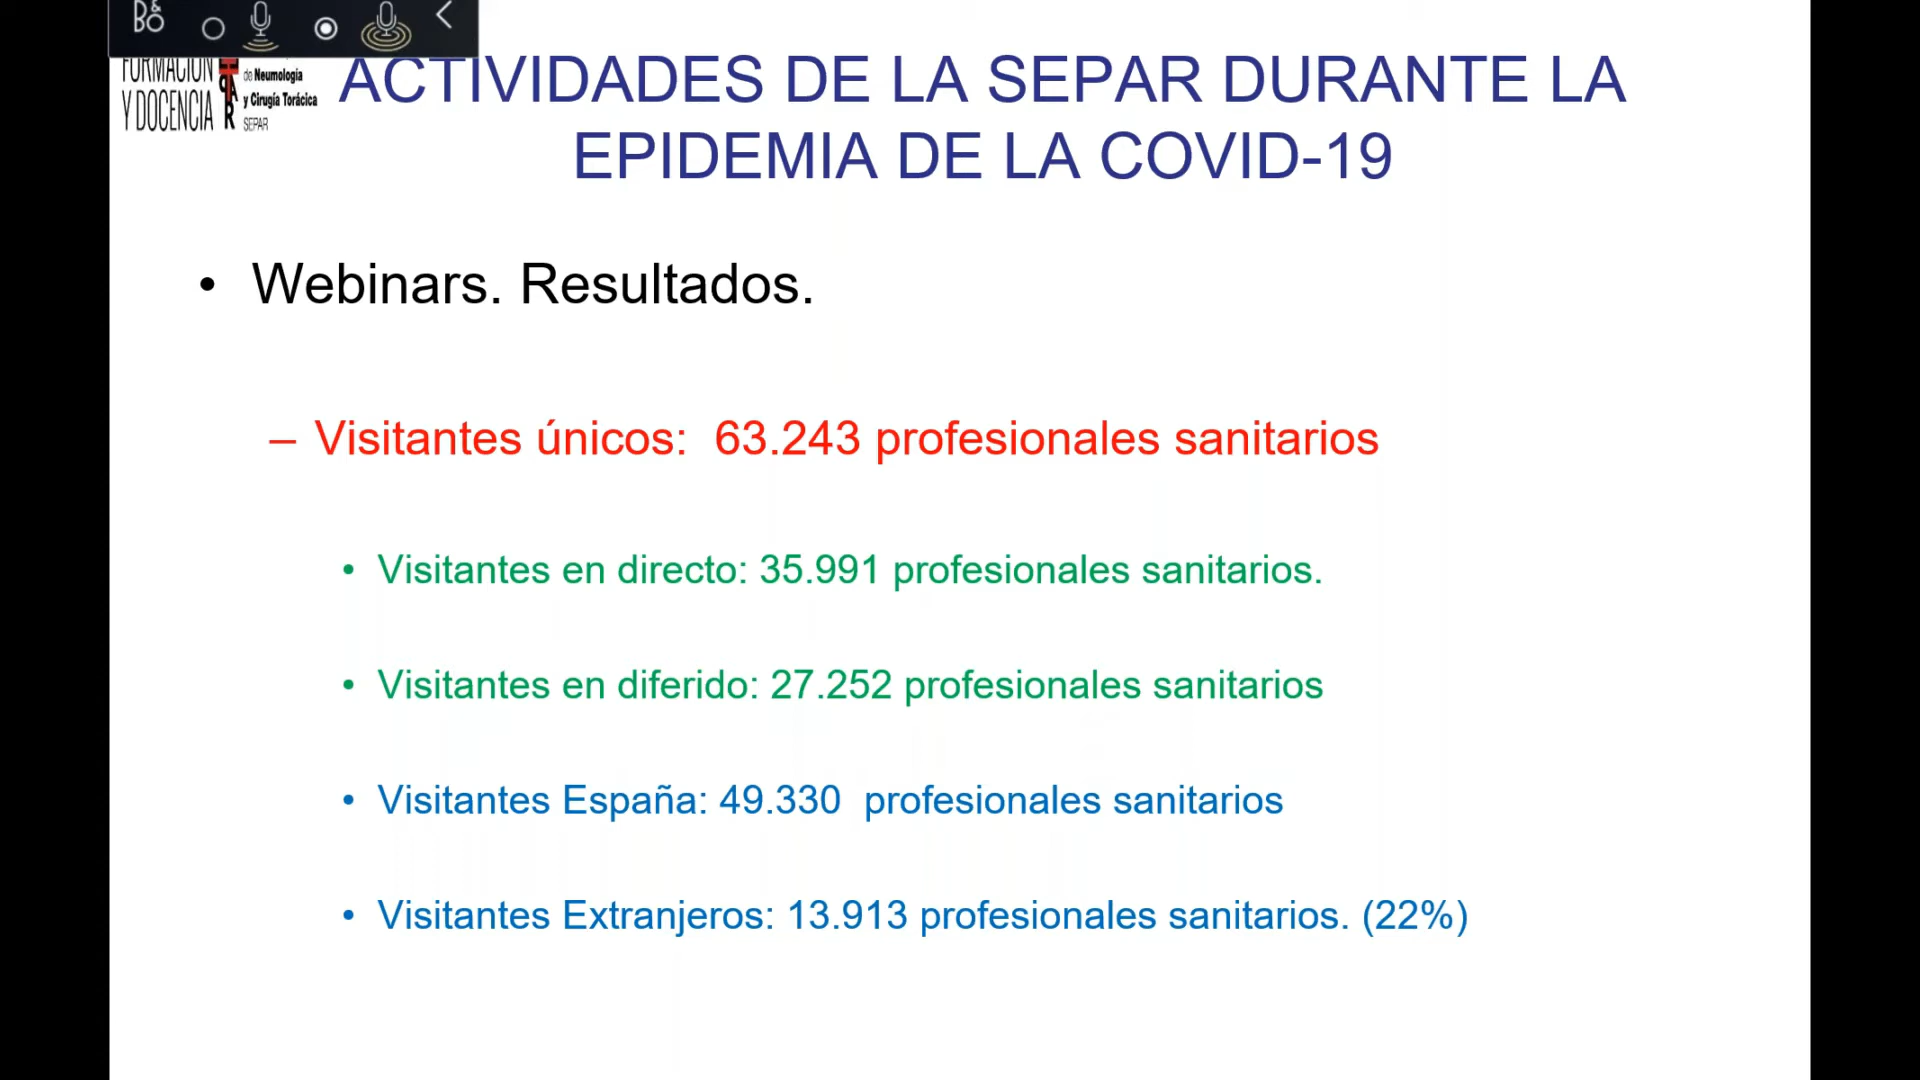 B&O
FORMACIÓN
Y DOCENCIA
de Neumología
y Cirugía Torácica
SEPAR
ACTIVIDADES DE LA SEPAR DURANTE LA
EPIDEMIA DE LA COVID-19
• Webinars. Resultados.
– Visitantes únicos: 63.243 profesionales sanitarios
• Visitantes en directo: 35.991 profesionales sanitarios.
• Visitantes en diferido: 27.252 profesionales sanitarios
• Visitantes España: 49.330 profesionales sanitarios
• Visitantes Extranjeros: 13.913 profesionales sanitarios. (22%)